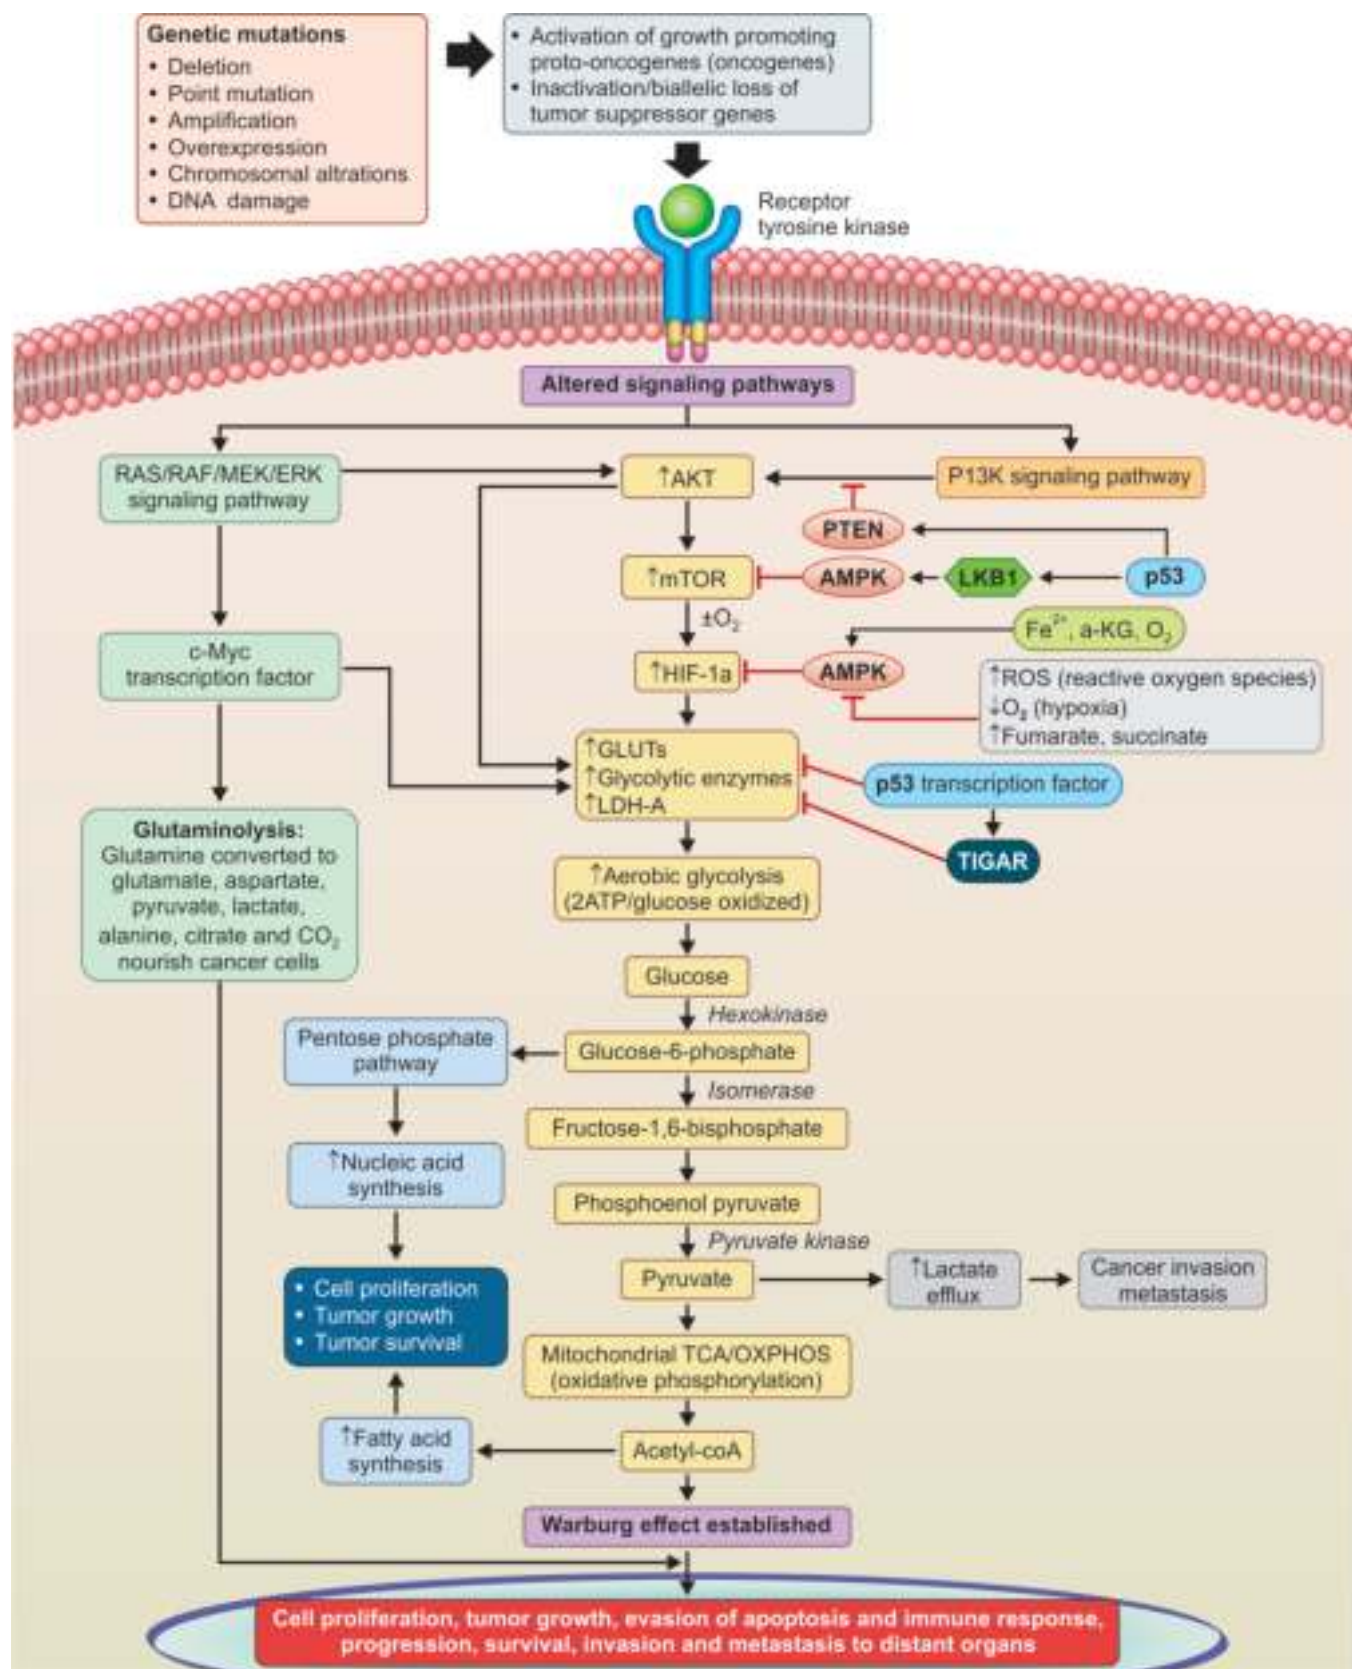 Genetic mutations
• Deletion
• Point mutation
• Amplification
• Overexpression
• Chromosomal altrations
• DNA damage
• Activation of growth promoting
proto-oncogenes (oncogenes)
• Inactivation/biallelic loss of
tumor suppressor genes
Receptor
tyrosine kinase
Altered signaling pathways
RAS/RAF/MEK/ERK
signaling pathway
↑AKT
P13K signaling pathway
PTEN
↑mTOR
AMPK
LKB1
p53
±O₂
Fe²⁺, a-KG, O₂
c-Myc
transcription factor
↑HIF-1a
AMPK
↑ROS (reactive oxygen species)
↓O₂ (hypoxia)
↑Fumarate, succinate
↑GLUTs
↑Glycolytic enzymes
↑LDH-A
p53 transcription factor
TIGAR
Glutaminolysis:
Glutamine converted to
glutamate, aspartate,
pyruvate, lactate,
alanine, citrate and CO₂
nourish cancer cells
↑Aerobic glycolysis
(2ATP/glucose oxidized)
Glucose
Hexokinase
Pentose phosphate
pathway
Glucose-6-phosphate
Isomerase
Fructose-1,6-bisphosphate
↑Nucleic acid
synthesis
Phosphoenol pyruvate
Pyruvate kinase
Pyruvate
↑Lactate
efflux
Cancer invasion
metastasis
• Cell proliferation
• Tumor growth
• Tumor survival
Mitochondrial TCA/OXPHOS
(oxidative phosphorylation)
↑Fatty acid
synthesis
Acetyl-coA
Warburg effect established
Cell proliferation, tumor growth, evasion of apoptosis and immune response,
progression, survival, invasion and metastasis to distant organs